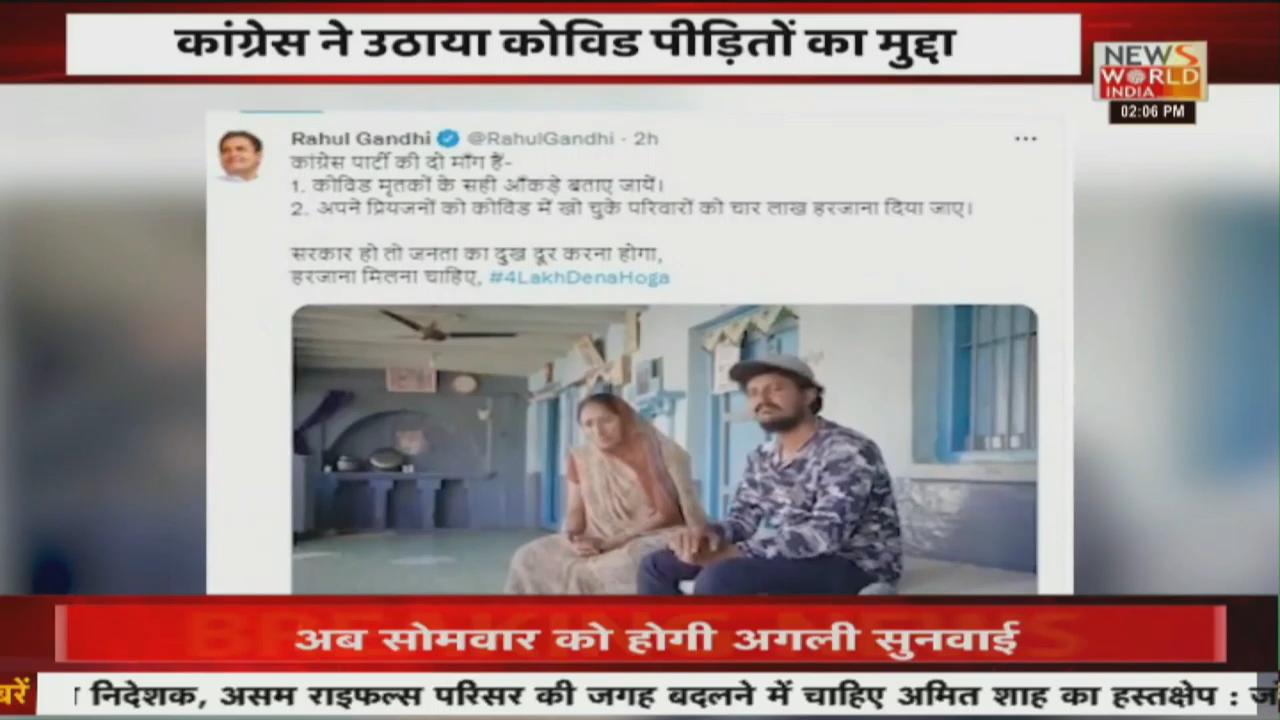 कांग्रेस ने उठाया कोविड पीड़ितों का मुद्दा
NEWS
WORLD
INDIA
02:06 PM
Rahul Gandhi @RahulGandhi · 2h
कांग्रेस पार्टी की दो माँग हैं-
1. कोविड मृतकों के सही आँकड़े बताए जायें।
2. अपने प्रियजनों को कोविड में खो चुके परिवारों को चार लाख हरजाना दिया जाए।
सरकार हो तो जनता का दुख दूर करना होगा,
हरजाना मिलना चाहिए, #4LakhDenaHoga
BREAKING NEWS
अब सोमवार को होगी अगली सुनवाई
निदेशक, असम राइफल्स परिसर की जगह बदलने में चाहिए अमित शाह का हस्तक्षेप :